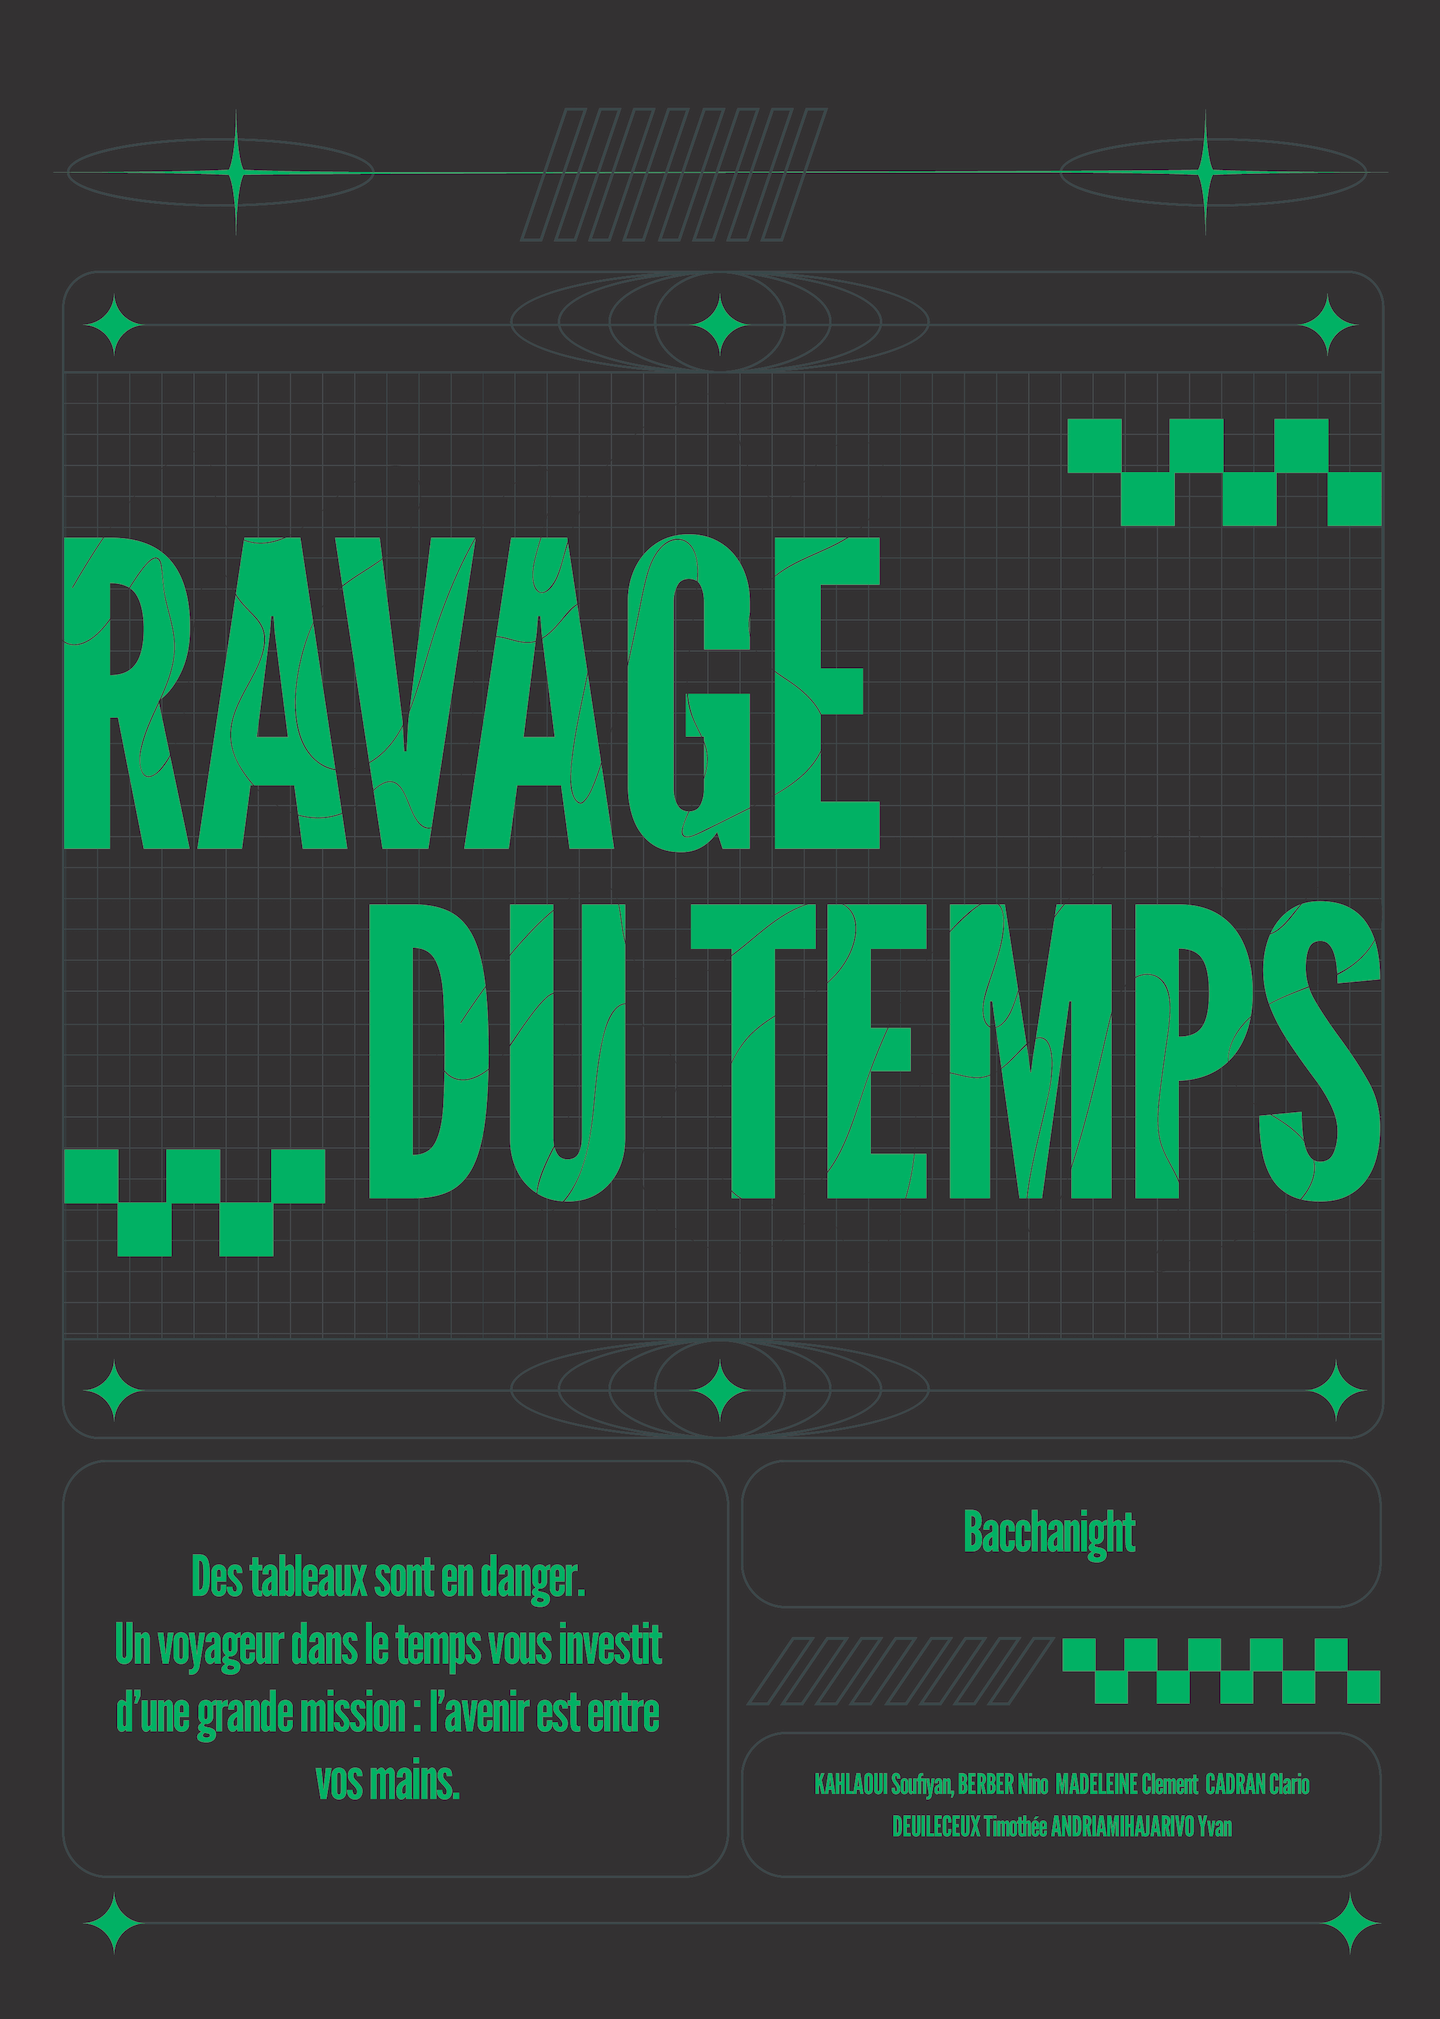 RAVAGE
DU TEMPS
Des tableaux sont en danger.
Un voyageur dans le temps vous investit
d’une grande mission : l’avenir est entre
vos mains.
Bacchanight
KAHLAOUI Soufiyan, BERBER Nino MADELEINE Clement CADRAN Clario
DEUILECEUX Timothée ANDRIAMIHAJARIVO Yvan